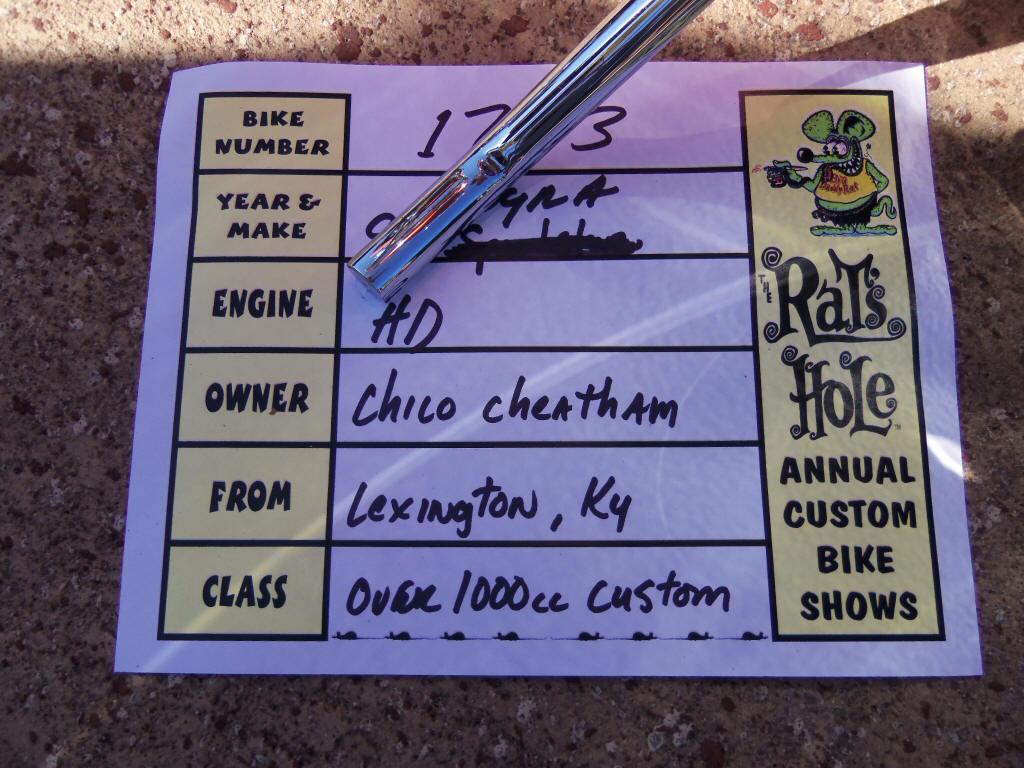 BIKE NUMBER
YEAR & MAKE
ENGINE HD
OWNER Chico Cheatham
FROM Lexington, Ky
CLASS Over 1000cc Custom
THE
RAT'S
HOLE
ANNUAL
CUSTOM
BIKE
SHOWS